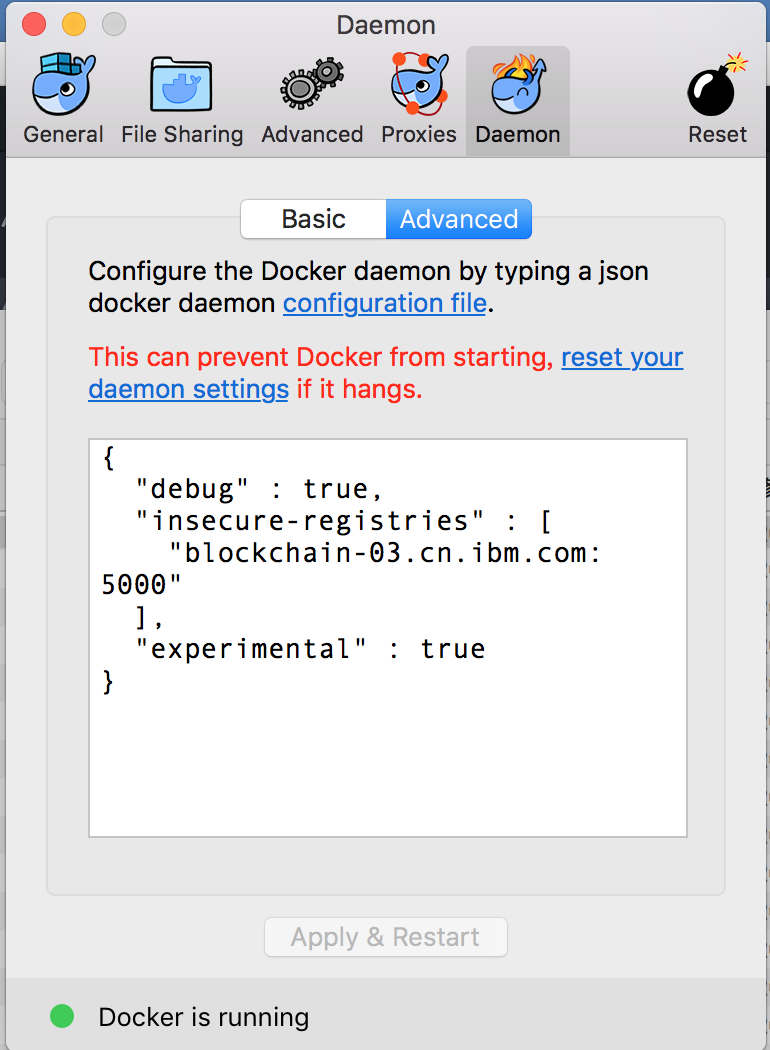 Daemon
General File Sharing Advanced Proxies Daemon Reset
Basic Advanced
Configure the Docker daemon by typing a json
docker daemon configuration file.
This can prevent Docker from starting, reset your
daemon settings if it hangs.
{
"debug" : true,
"insecure-registries" : [
"blockchain-03.cn.ibm.com:
5000"
],
"experimental" : true
}
Apply & Restart
Docker is running